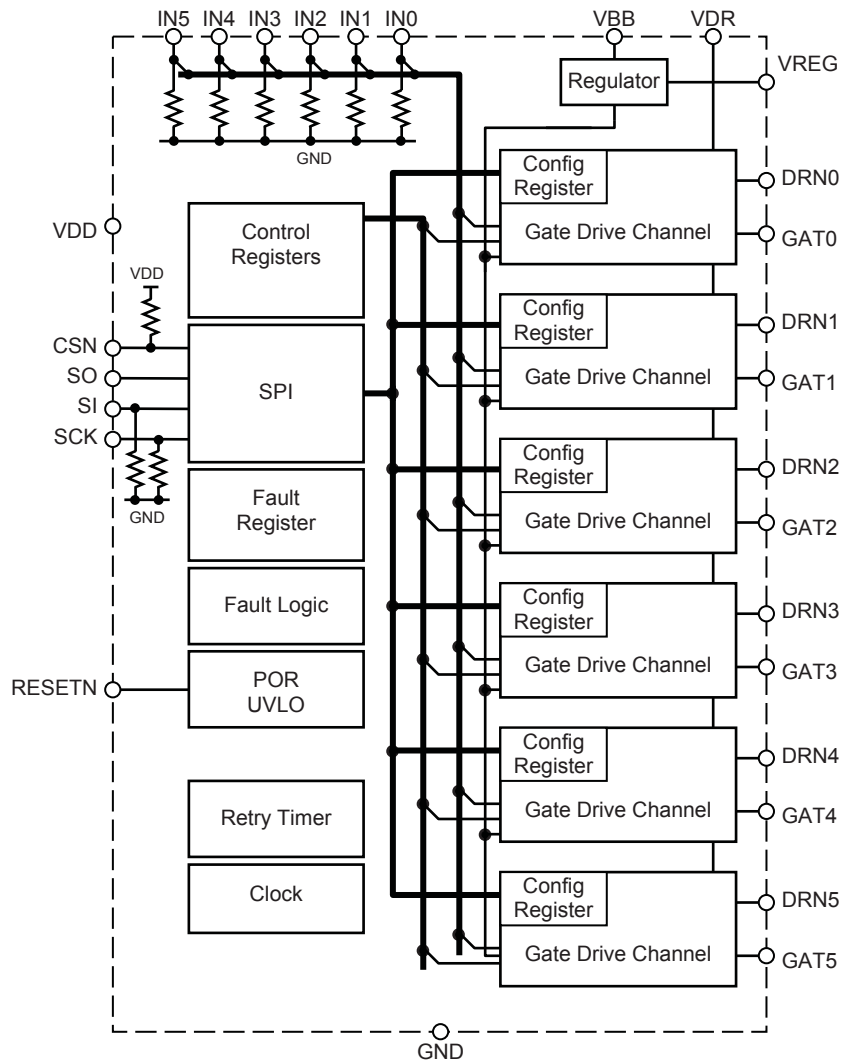 IN5 IN4 IN3 IN2 IN1 IN0 VBB VDR
Regulator
VREG
GND
Config
Register
Gate Drive Channel
DRN0
GAT0
VDD
Control
Registers
VDD
CSN
SO
SI
SCK
SPI
GND
Config
Register
Gate Drive Channel
DRN1
GAT1
Fault
Register
Config
Register
Gate Drive Channel
DRN2
GAT2
Fault Logic
Config
Register
Gate Drive Channel
DRN3
GAT3
RESETN
POR
UVLO
Config
Register
Gate Drive Channel
DRN4
GAT4
Retry Timer
Clock
Config
Register
Gate Drive Channel
DRN5
GAT5
GND